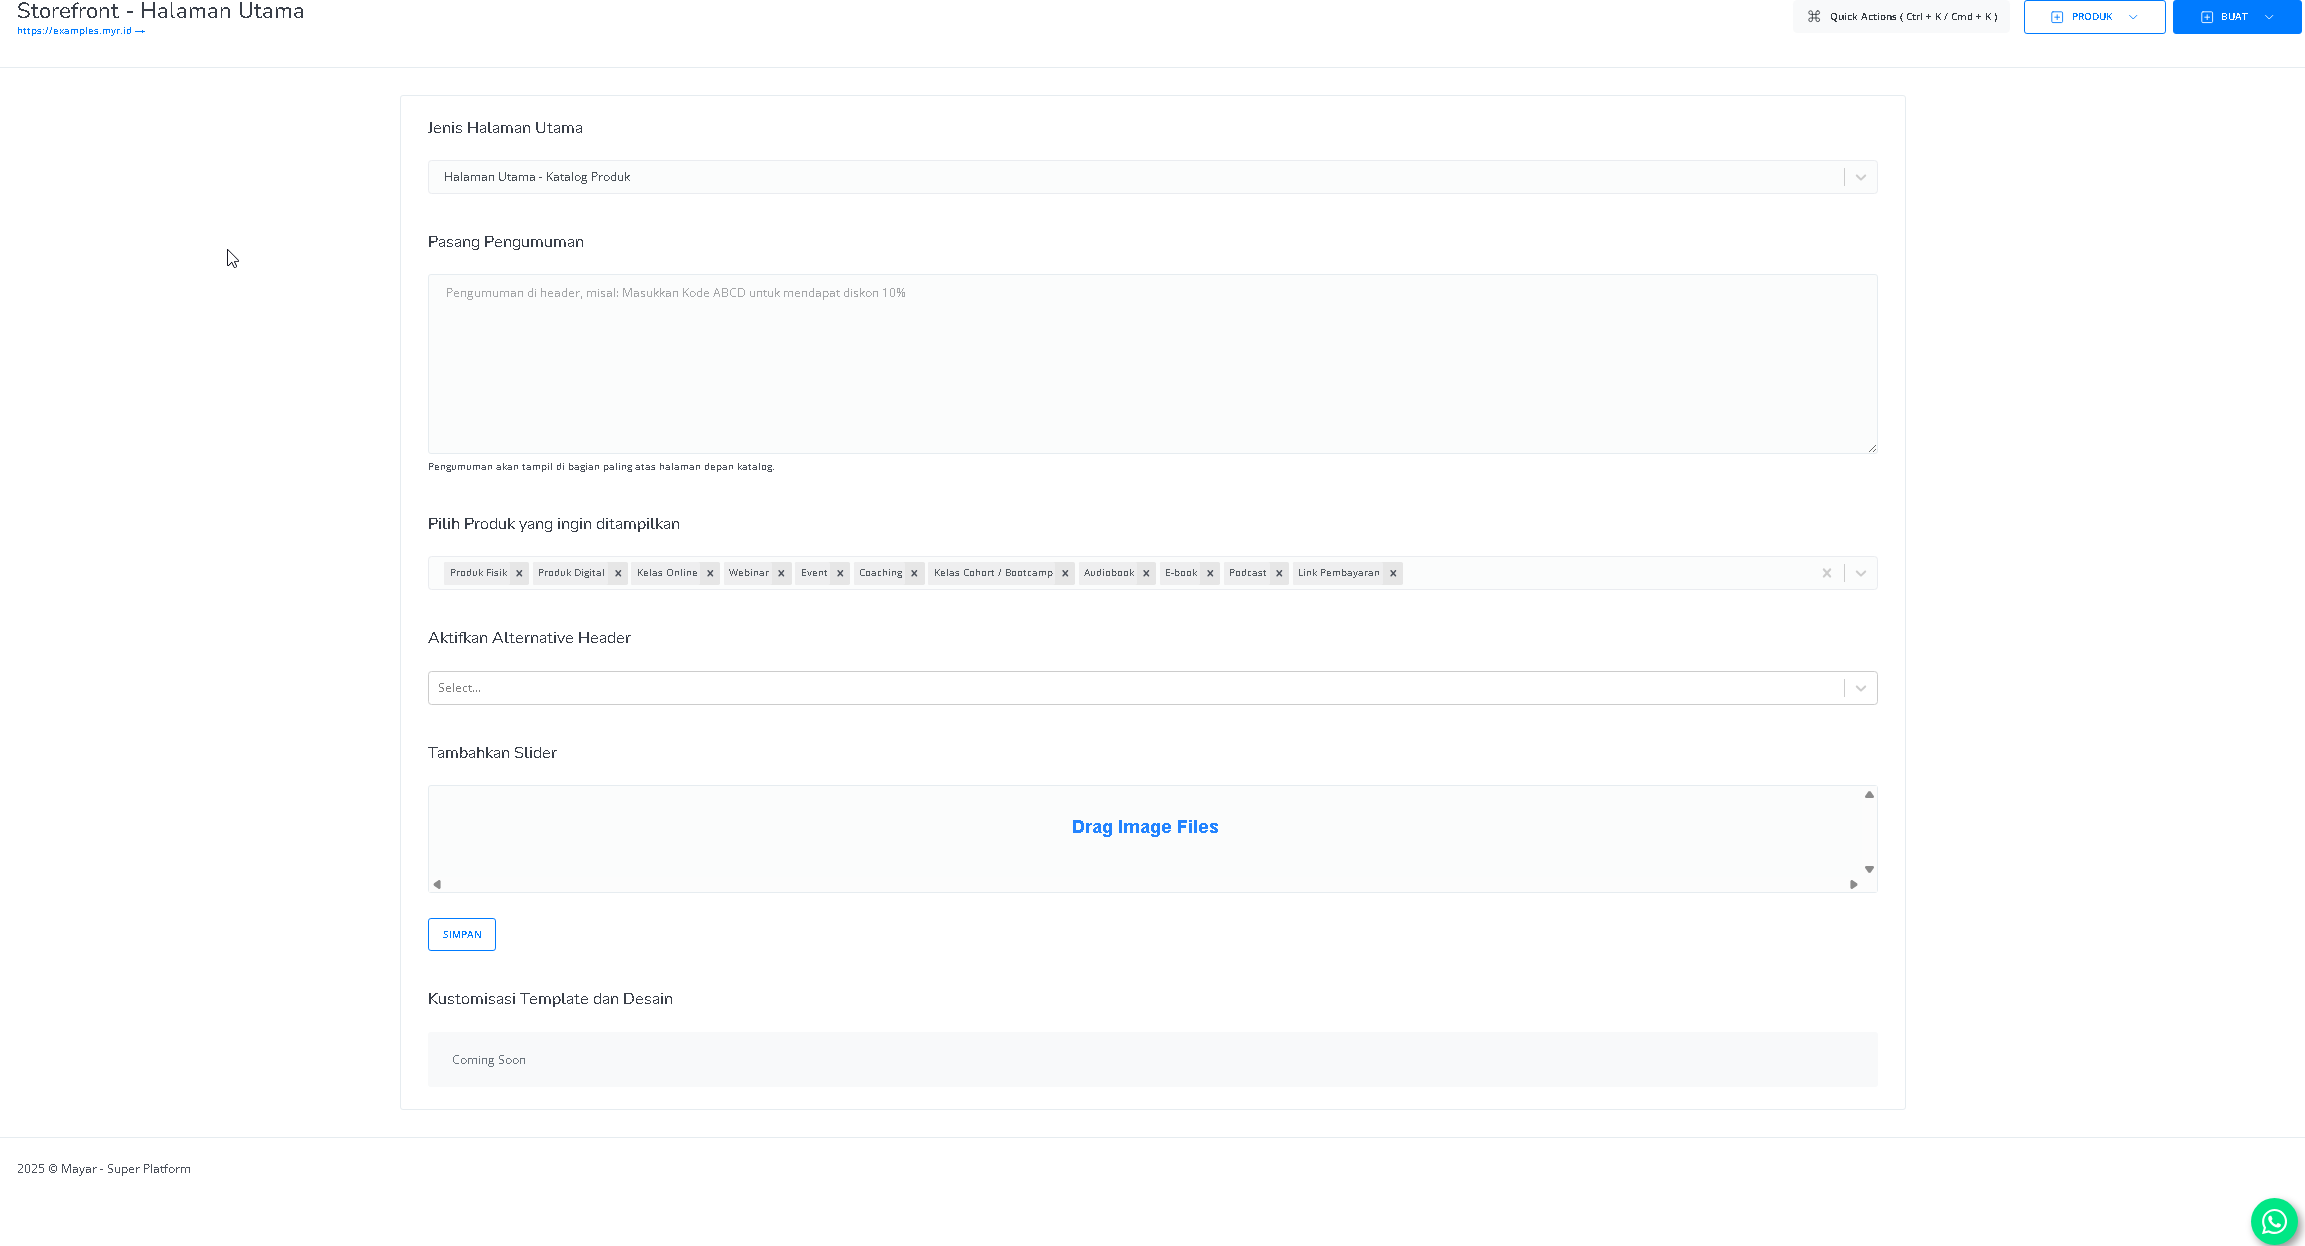 Storefront - Halaman Utama
https://examples.myr.id →
Quick Actions ( Ctrl + K / Cmd + K )
PRODUK
BUAT
Jenis Halaman Utama
Halaman Utama - Katalog Produk
Pasang Pengumuman
Pengumuman di header, misal: Masukkan Kode ABCD untuk mendapat diskon 10%
Pengumuman akan tampil di bagian paling atas halaman depan katalog.
Pilih Produk yang ingin ditampilkan
Produk Fisik Produk Digital Kelas Online Webinar Event Coaching Kelas Cohort / Bootcamp Audiobook E-book Podcast Link Pembayaran
Aktifkan Alternative Header
Select...
Tambahkan Slider
Drag Image Files
SIMPAN
Kustomisasi Template dan Desain
Coming Soon
2025 © Mayar - Super Platform